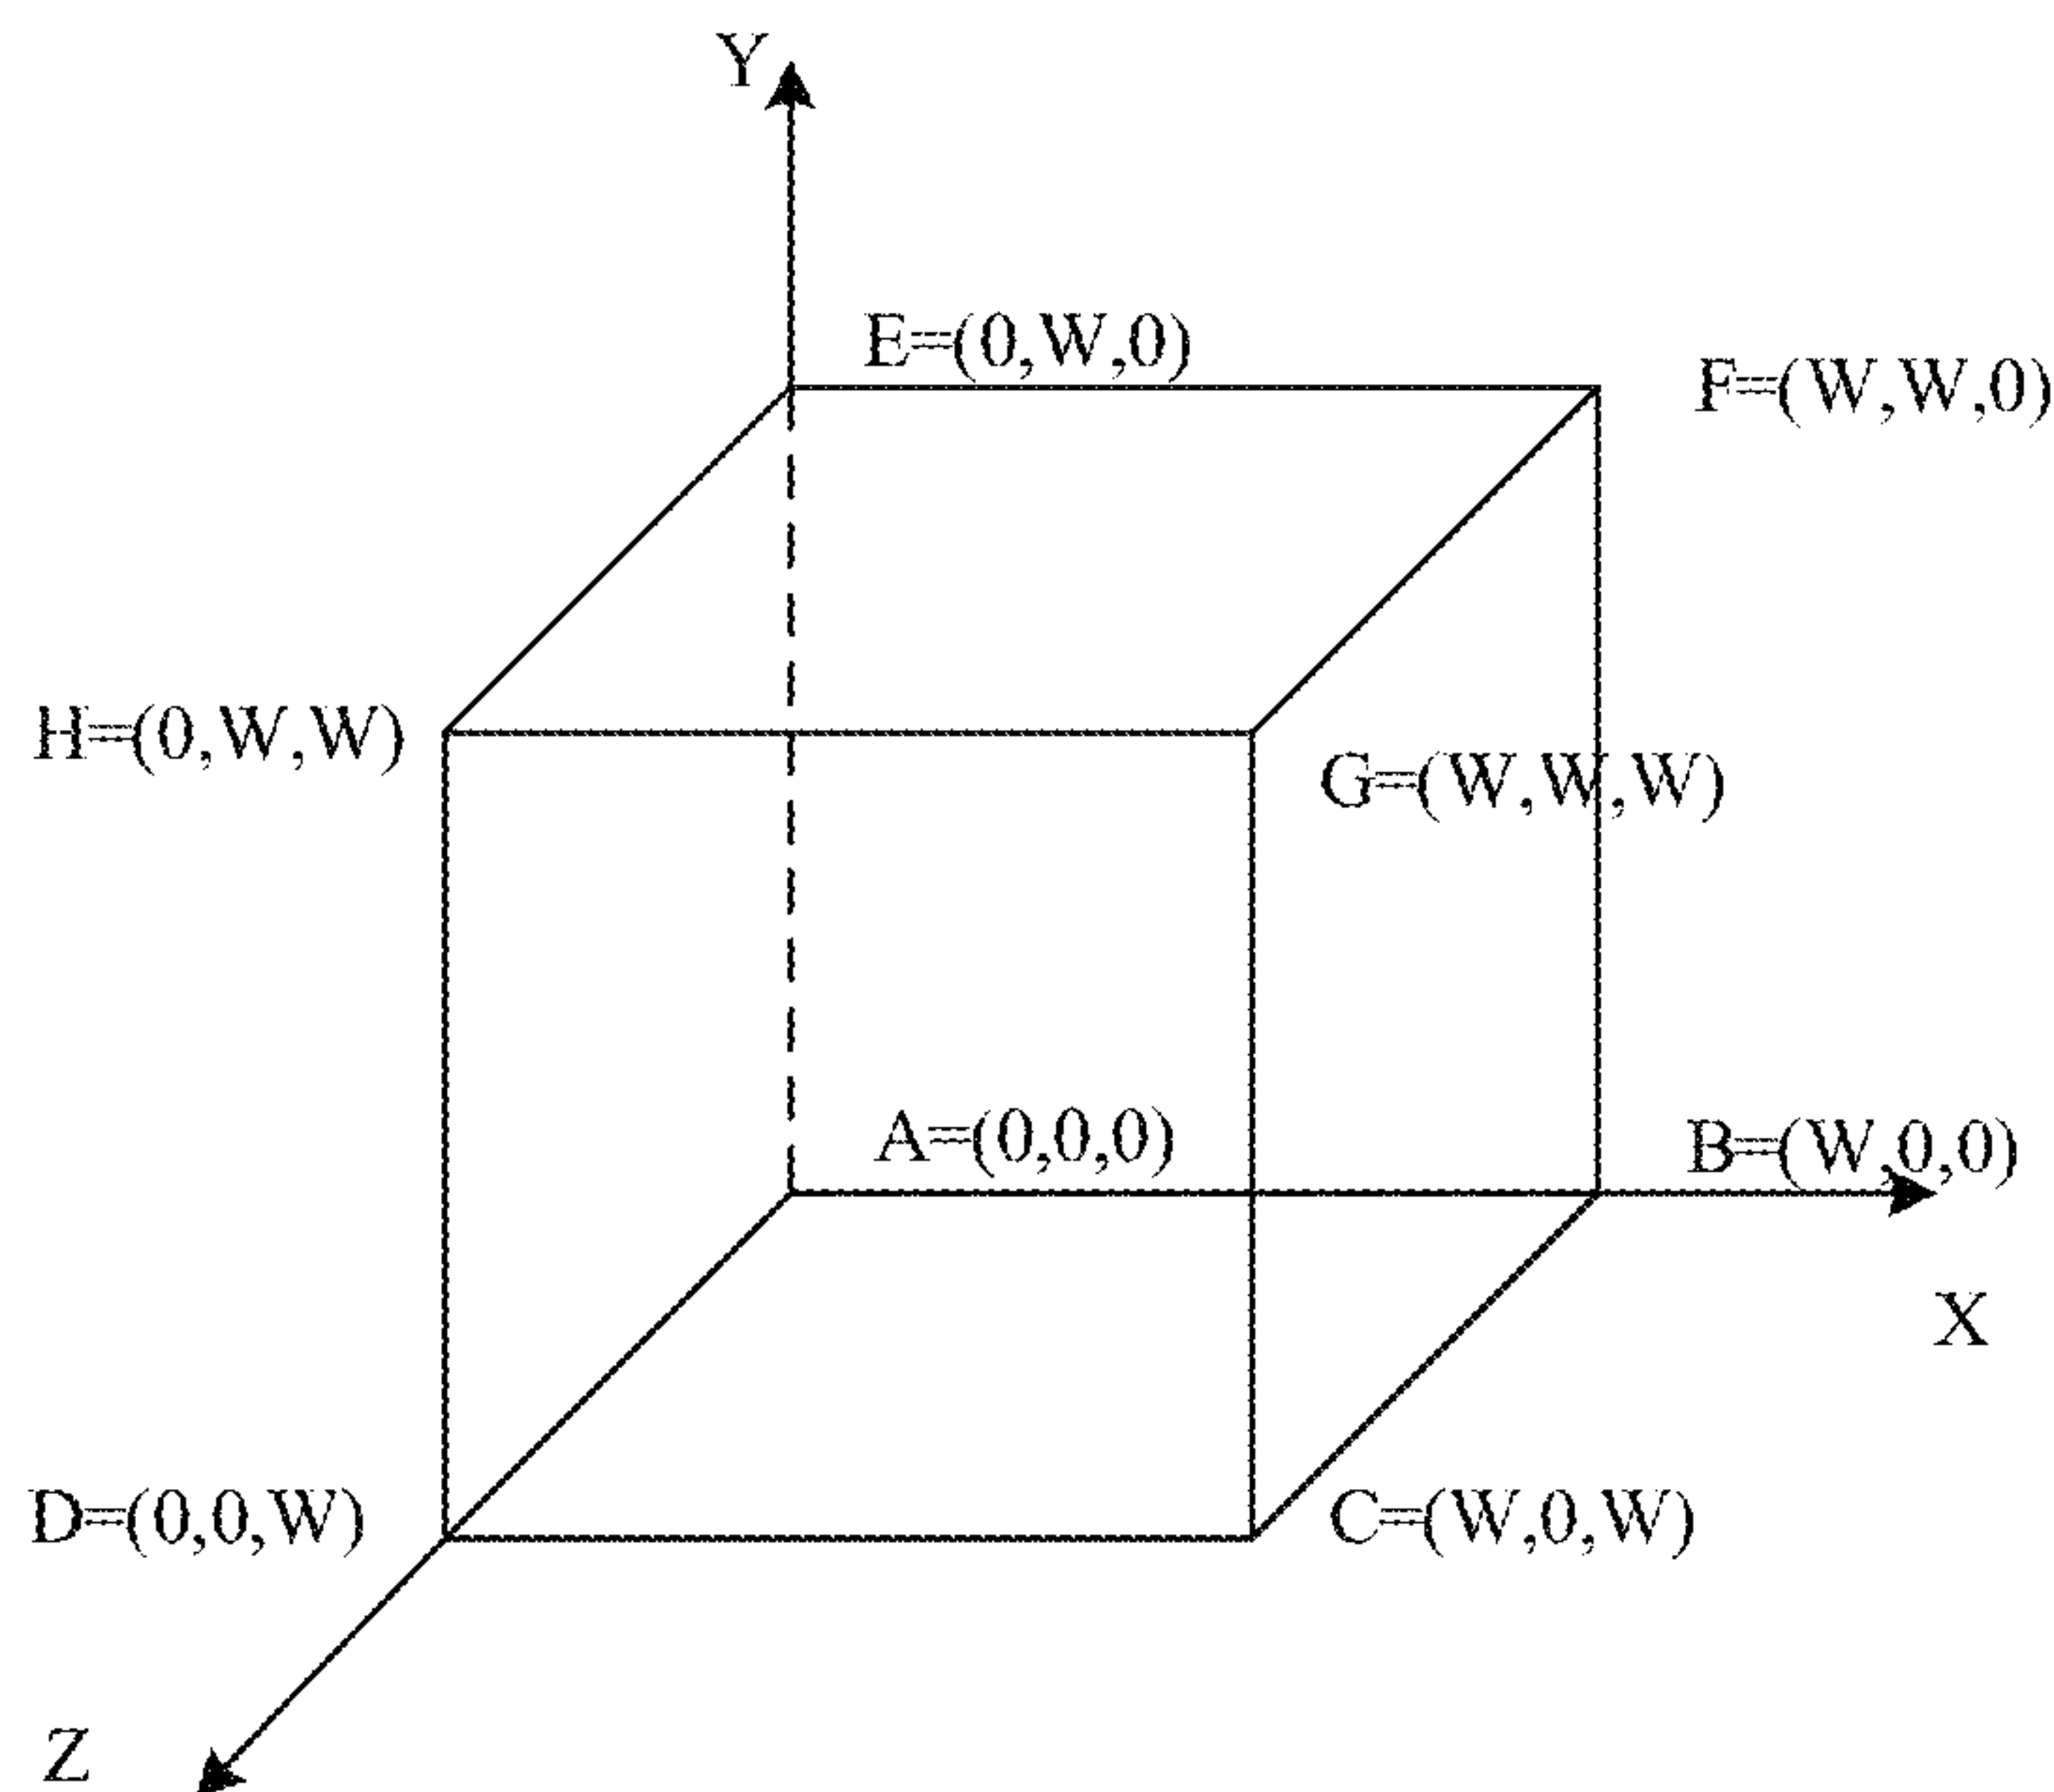 Y
E=(0,W,0)
F=(W,W,0)
H=(0,W,W)
G=(W,W,W)
A=(0,0,0)
B=(W,0,0)
X
D=(0,0,W)
C=(W,0,W)
Z